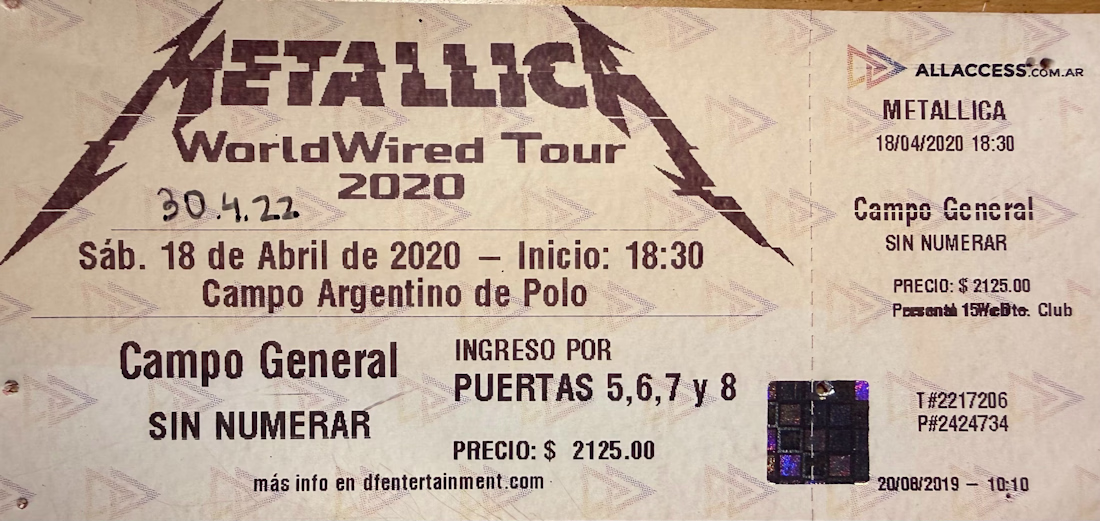 METALLICA
WorldWired Tour
2020
30.4.22
Sáb. 18 de Abril de 2020 – Inicio: 18:30
Campo Argentino de Polo
Campo General
SIN NUMERAR
INGRESO POR
PUERTAS 5,6,7 y 8
PRECIO: $ 2125.00
más info en dfentertainment.com
ALLACCESS.COM.AR
METALLICA
18/04/2020 18:30
Campo General
SIN NUMERAR
PRECIO: $ 2125.00
Personal 15% Dto. Club
T#2217206
P#2424734
20/08/2019 – 10:10